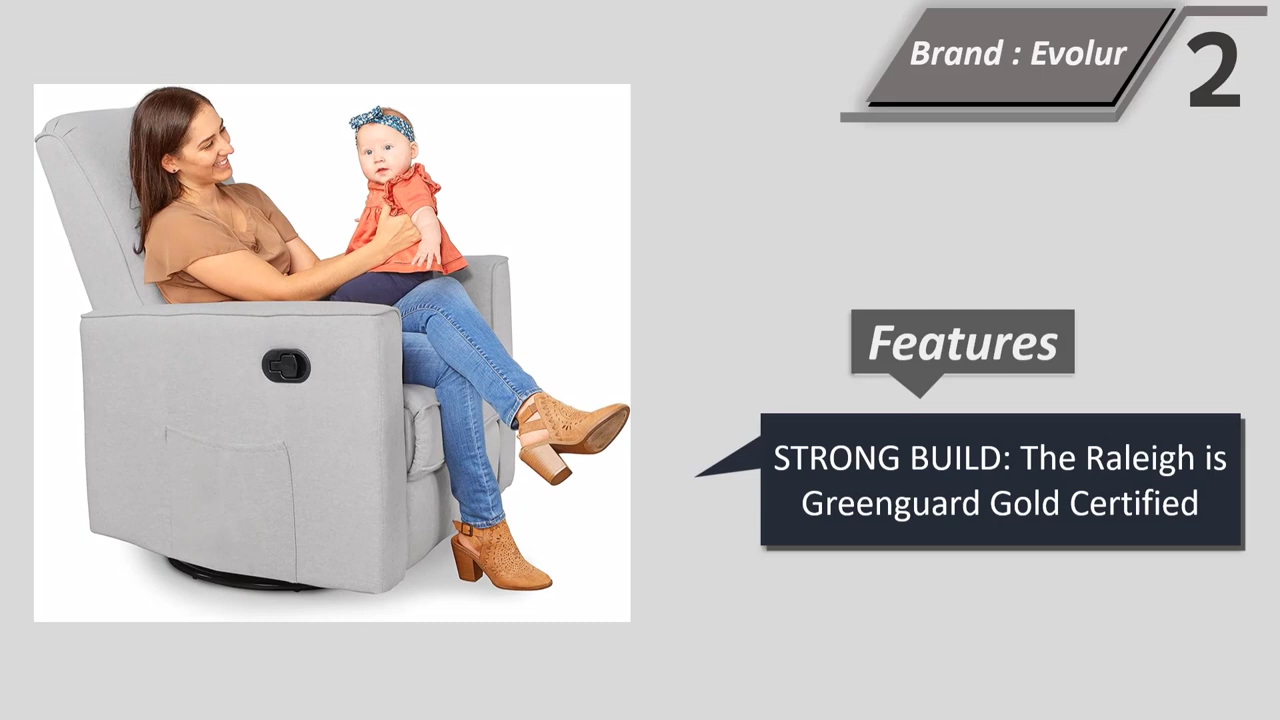 Brand : Evolur
2
Features
STRONG BUILD: The Raleigh is
Greenguard Gold Certified